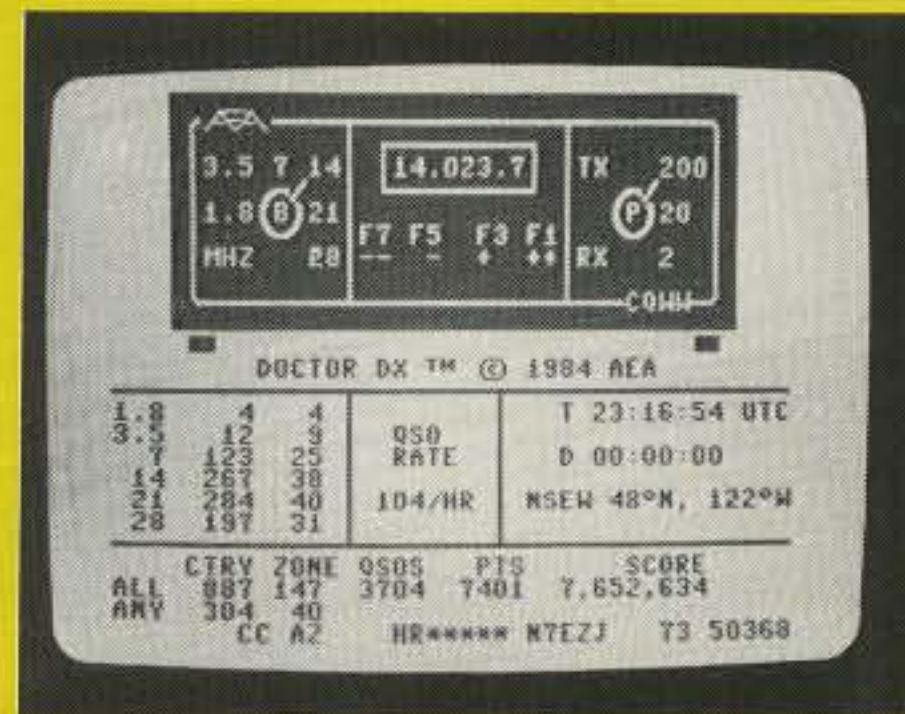 AEA
3.5 7 14
1.8 B 21
MHZ 28
14.023.7
F7 F5 F3 F1
-- - + ++
TX 200
P 20
RX 2
CQWW
DOCTOR DX ™ © 1984 AEA
1.8 4 4
3.5 12 9
7 123 25
14 267 38
21 284 40
28 197 31
QSO
RATE
104/HR
T 23:16:54 UTC
D 00:00:00
NSEW 48°N, 122°W
CTRY ZONE QSOS PTS SCORE
ALL 887 147 3704 7401 7,652,634
ANY 304 40
CC A2 HR***** N7EZJ 73 50368